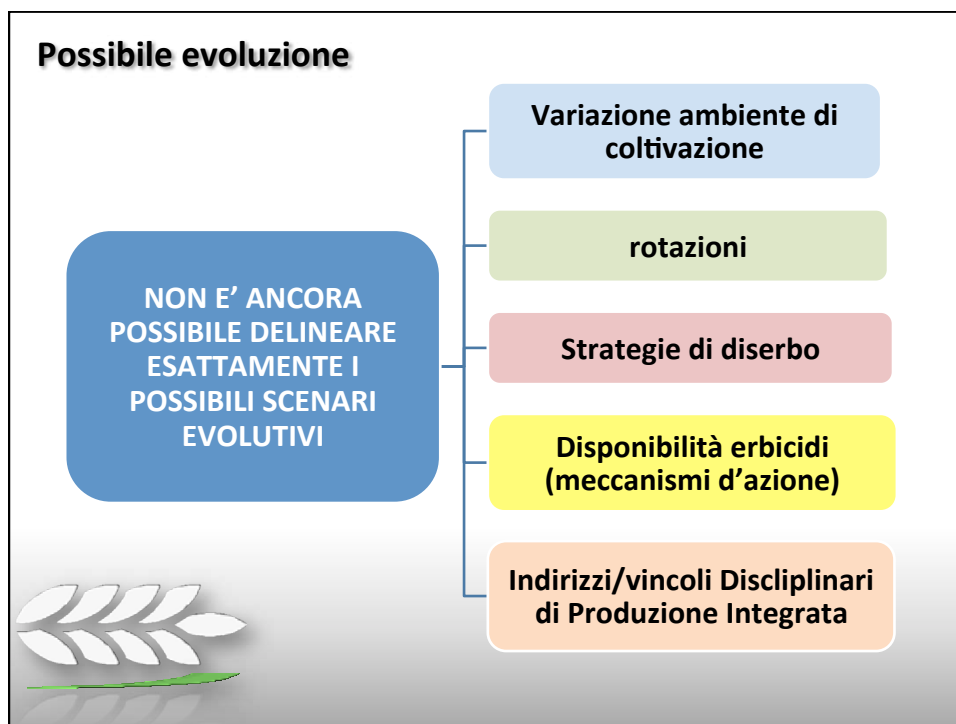 Possibile evoluzione
NON E’ ANCORA
POSSIBILE DELINEARE
ESATTAMENTE I
POSSIBILI SCENARI
EVOLUTIVI
Variazione ambiente di
coltivazione
rotazioni
Strategie di diserbo
Disponibilità erbicidi
(meccanismi d’azione)
Indirizzi/vincoli Discliplinari
di Produzione Integrata